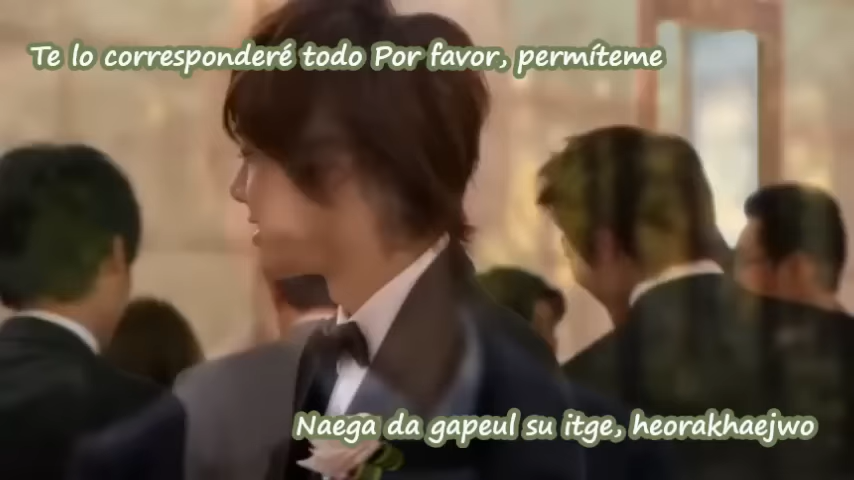 Te lo corresponderé todo Por favor, permíteme
Naega da gapeul su itge, heorakhaejwo